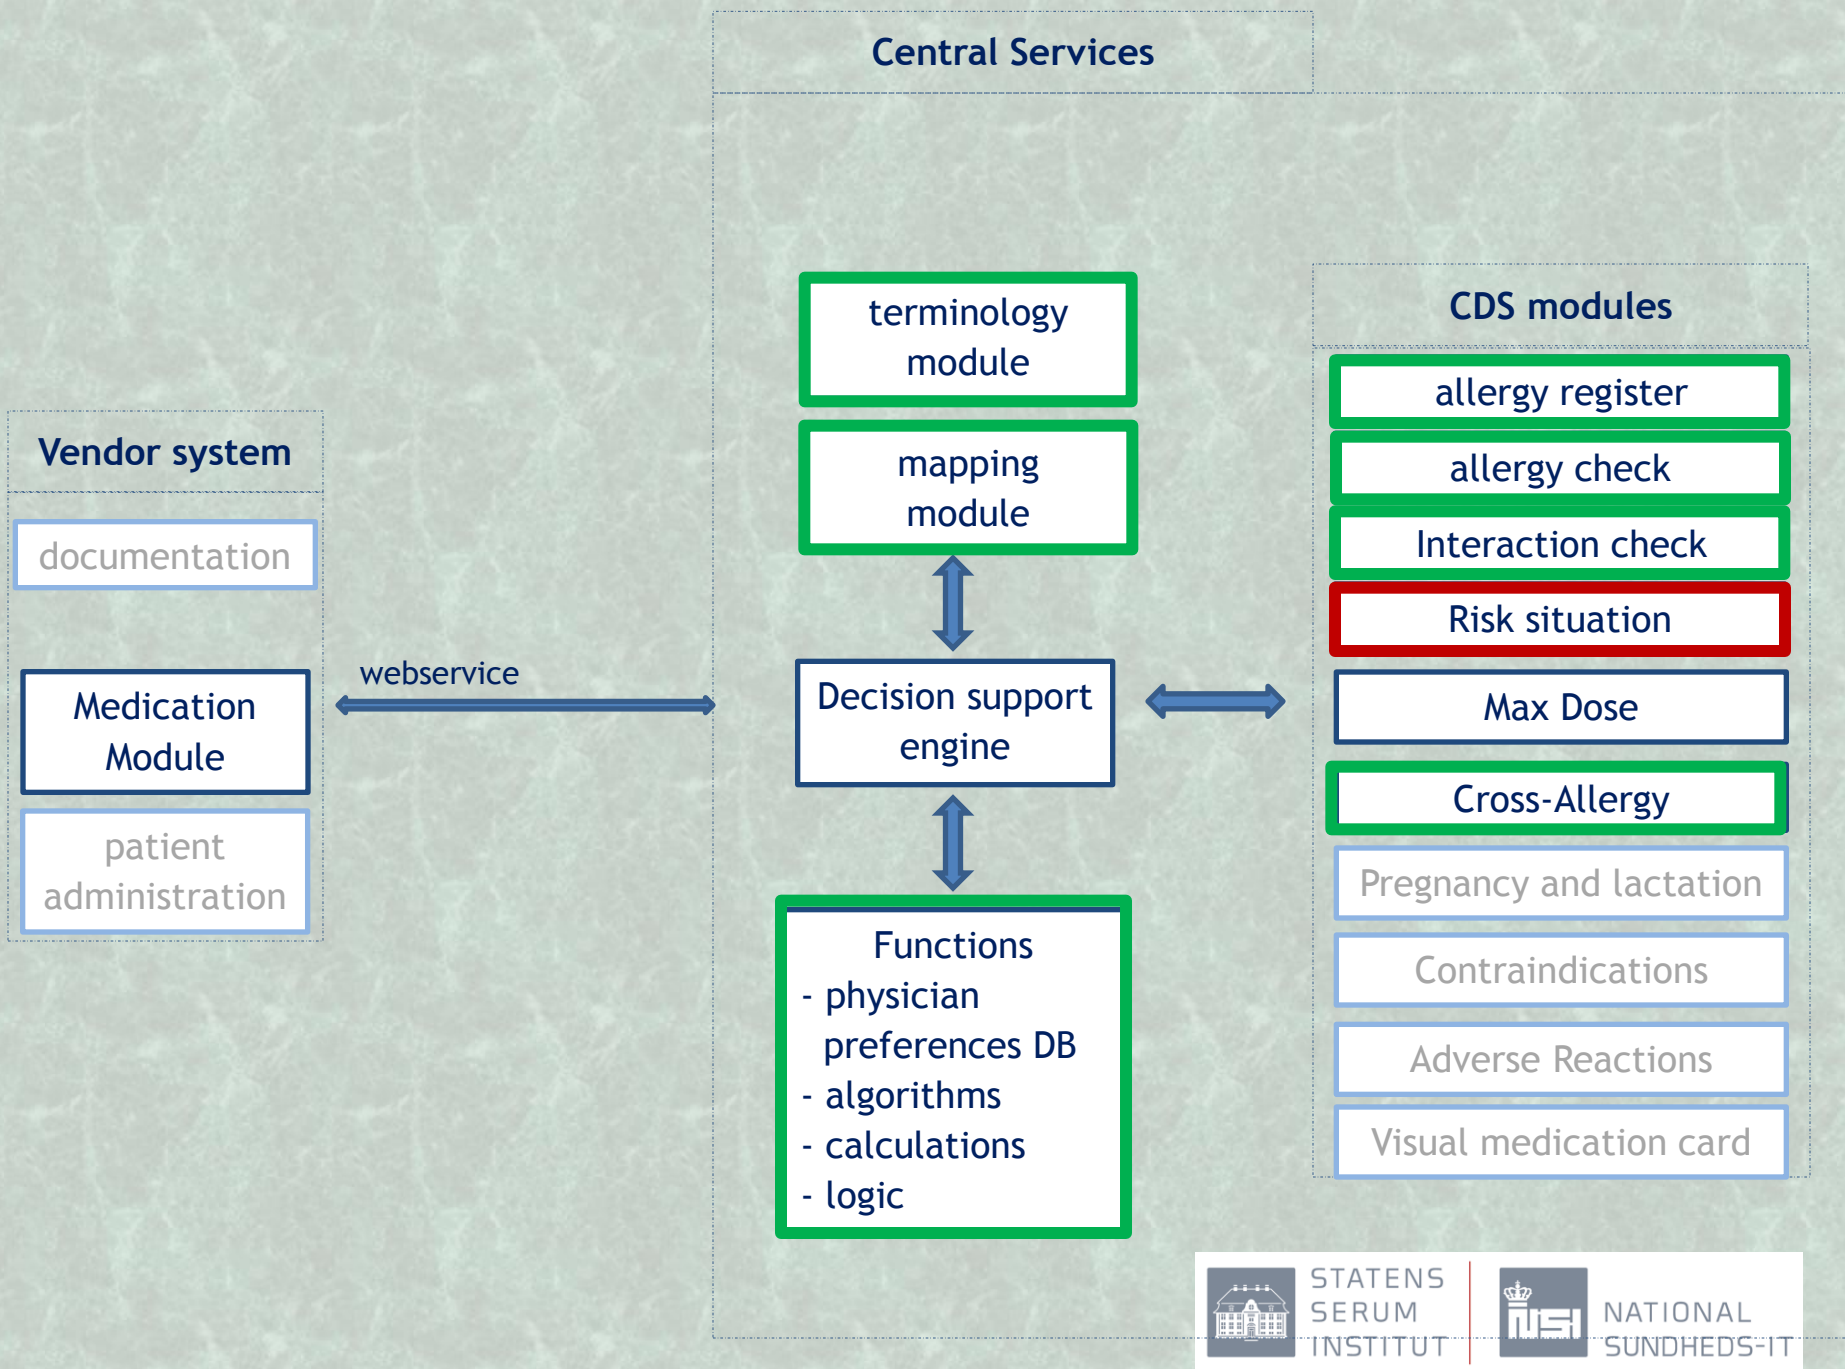 Central Services
Vendor system
documentation
Medication
Module
patient
administration
webservice
terminology
module
mapping
module
Decision support
engine
Functions
- physician
preferences DB
- algorithms
- calculations
- logic
CDS modules
allergy register
allergy check
Interaction check
Risk situation
Max Dose
Cross-Allergy
Pregnancy and lactation
Contraindications
Adverse Reactions
Visual medication card
STATENS
SERUM
INSTITUT
NSI
NATIONAL
SUNDHEDS-IT